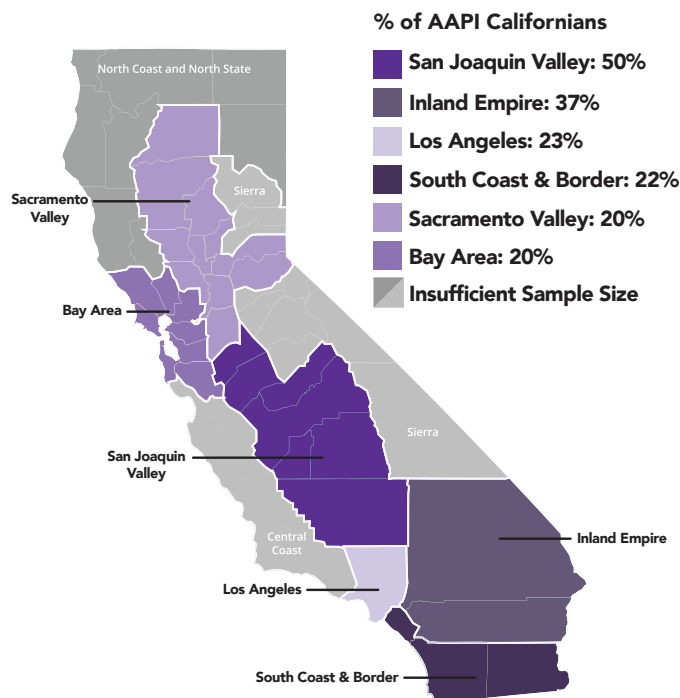 % of AAPI Californians
San Joaquin Valley: 50%
Inland Empire: 37%
Los Angeles: 23%
South Coast & Border: 22%
Sacramento Valley: 20%
Bay Area: 20%
Insufficient Sample Size
North Coast and North State
Sierra
Sacramento
Valley
Bay Area
Sierra
San Joaquin
Valley
Central
Coast
Inland Empire
Los Angeles
South Coast & Border